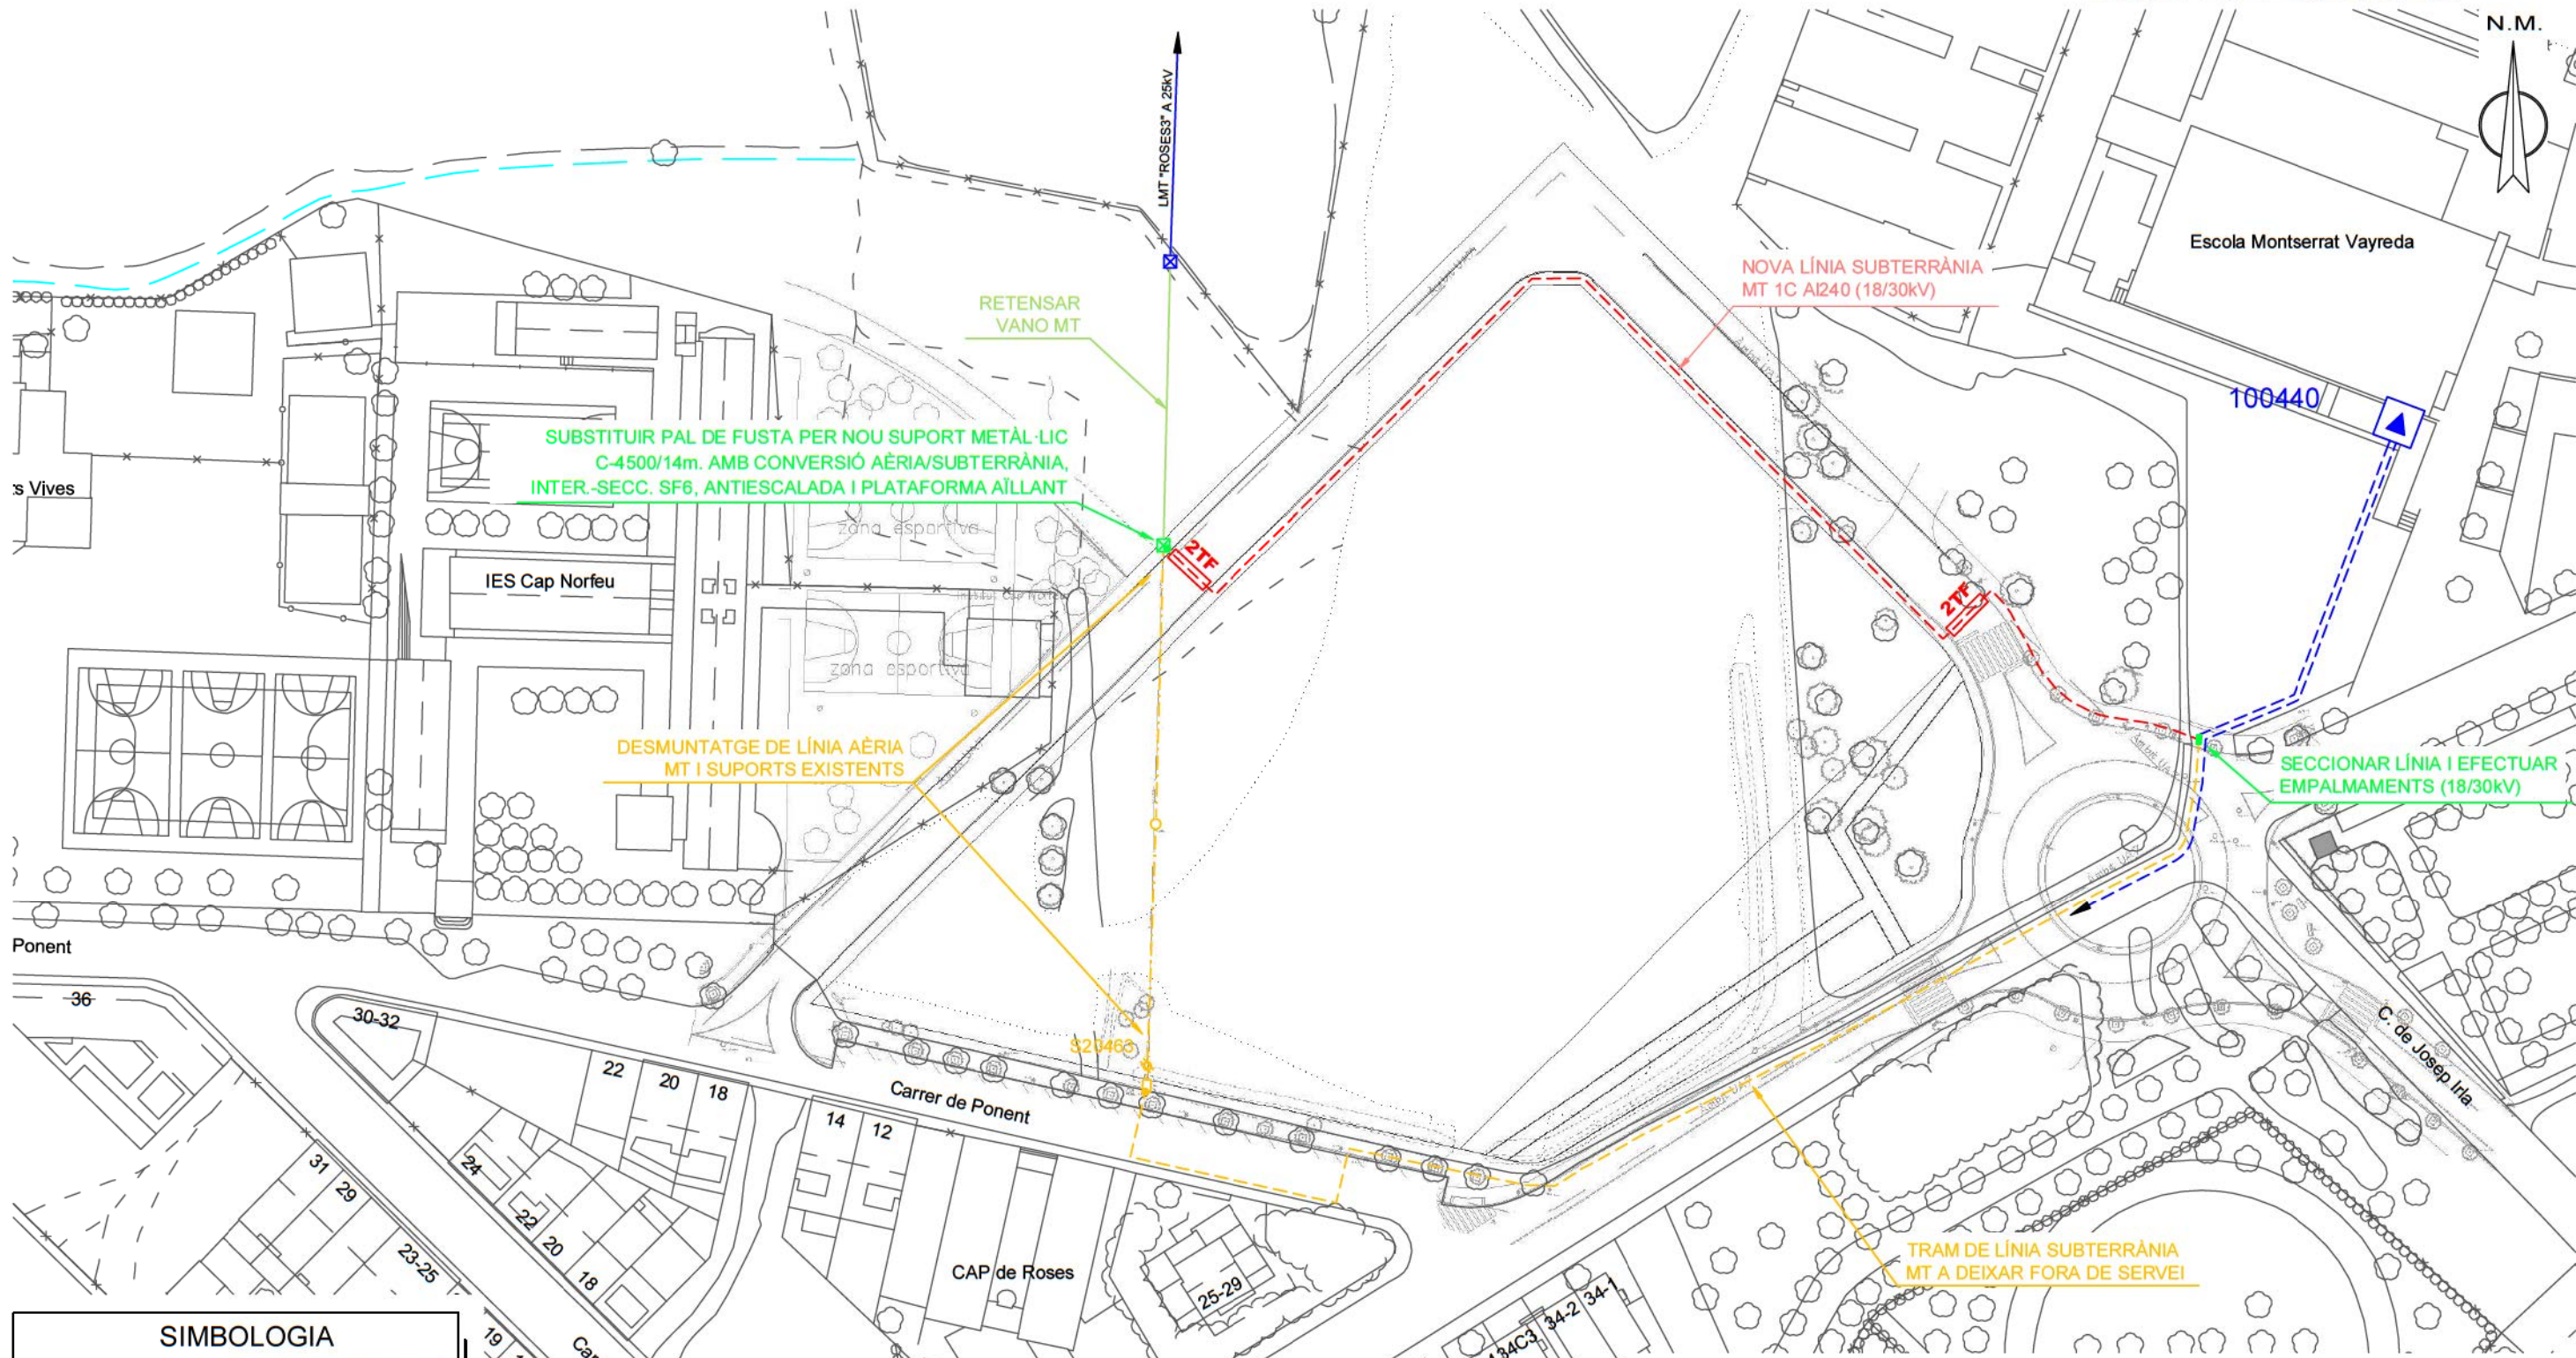 N.M.
LMT "ROSES3" A 25kV
Escola Montserrat Vayreda
NOVA LÍNIA SUBTERRÀNIA
MT 1C Al240 (18/30kV)
RETENSAR
VANO MT
100440
SUBSTITUIR PAL DE FUSTA PER NOU SUPORT METÀL·LIC
C-4500/14m. AMB CONVERSIÓ AÈRIA/SUBTERRÀNIA,
INTER.-SECC. SF6, ANTIESCALADA I PLATAFORMA AÏLLANT
s Vives
zona esportiva
2TF
IES Cap Norfeu
2TF
zona esportiva
DESMUNTATGE DE LÍNIA AÈRIA
MT I SUPORTS EXISTENTS
SECCIONAR LÍNIA I EFECTUAR
EMPALMAMENTS (18/30kV)
Ponent
36
30-32
S20463
C. de Josep Irla
22
20
18
Carrer de Ponent
14
12
31
29
24
22
20
18
23-25
CAP de Roses
25-29
TRAM DE LÍNIA SUBTERRÀNIA
MT A DEIXAR FORA DE SERVEI
34C3
34-2
34-1
SIMBOLOGIA
19